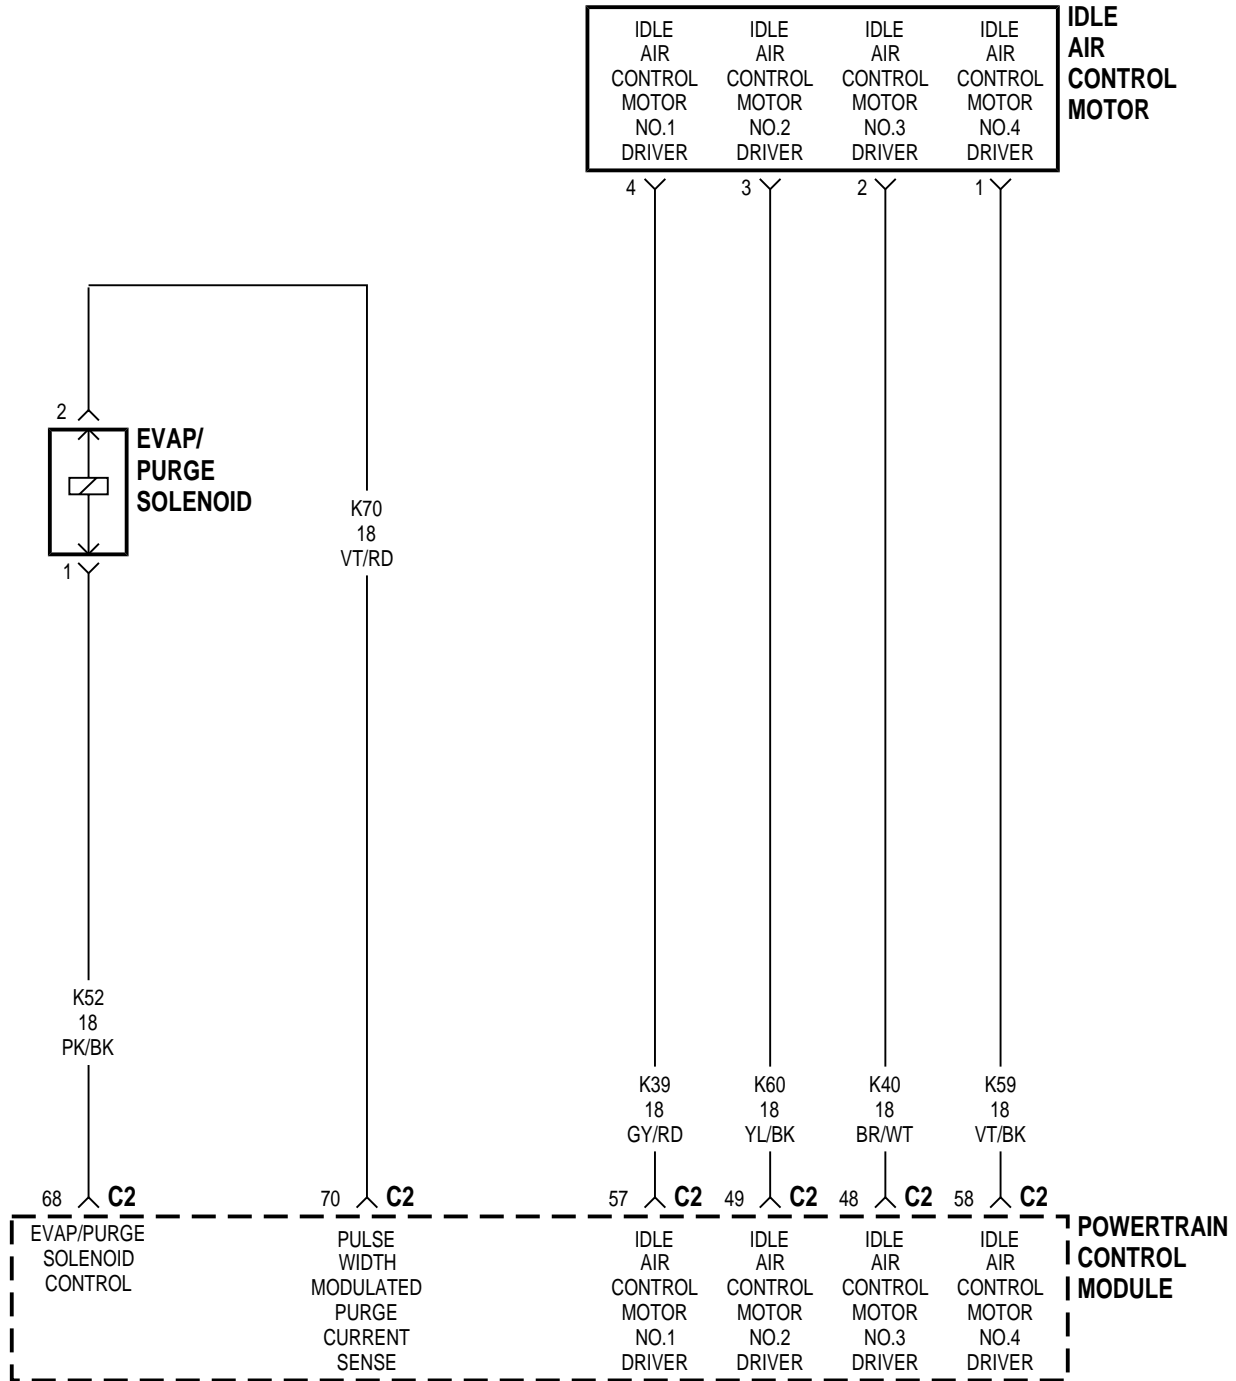 IDLE
AIR
CONTROL
MOTOR
NO.1
DRIVER
IDLE
AIR
CONTROL
MOTOR
NO.2
DRIVER
IDLE
AIR
CONTROL
MOTOR
NO.3
DRIVER
IDLE
AIR
CONTROL
MOTOR
NO.4
DRIVER
IDLE
AIR
CONTROL
MOTOR
4
3
2
1
2
EVAP/
PURGE
SOLENOID
1
K70
18
VT/RD
K52
18
PK/BK
K39
18
GY/RD
K60
18
YL/BK
K40
18
BR/WT
K59
18
VT/BK
68 C2
70 C2
57 C2
49 C2
48 C2
58 C2
EVAP/PURGE
SOLENOID
CONTROL
PULSE
WIDTH
MODULATED
PURGE
CURRENT
SENSE
IDLE
AIR
CONTROL
MOTOR
NO.1
DRIVER
IDLE
AIR
CONTROL
MOTOR
NO.2
DRIVER
IDLE
AIR
CONTROL
MOTOR
NO.3
DRIVER
IDLE
AIR
CONTROL
MOTOR
NO.4
DRIVER
POWERTRAIN
CONTROL
MODULE